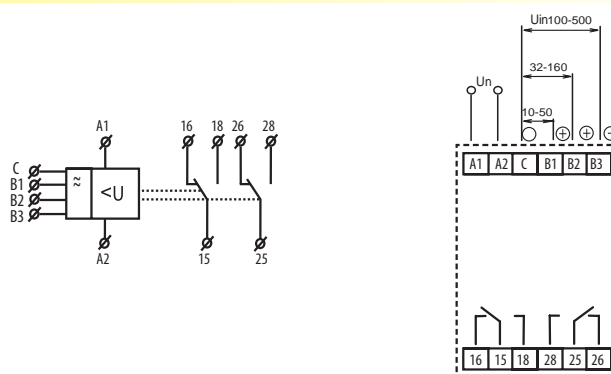 A1
16 18 26 28
C
B1
B2
B3
≈
<U
A2
15
25
Uin100-500
32-160
Un
10-50
A1 A2 C B1 B2 B3
16 15 18 28 25 26